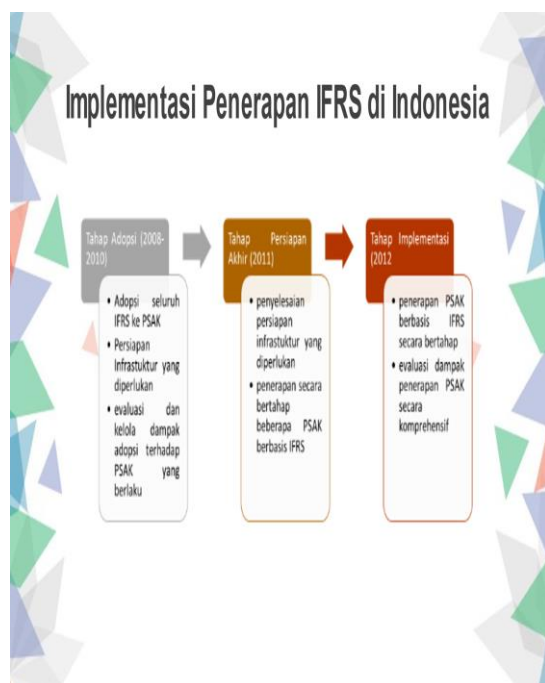 Implementasi Penerapan IFRS di Indonesia
Tahap Adopsi (2008-
2010)
• Adopsi seluruh
IFRS ke PSAK
• Persiapan
Infrastuktur yang
diperlukan
• evaluasi dan
kelola dampak
adopsi terhadap
PSAK yang
berlaku
Tahap Persiapan
Akhir (2011)
• penyelesaian
persiapan
infrastuktur yang
diperlukan
• penerapan secara
bertahap
beberapa PSAK
berbasis IFRS
Tahap Implementasi
(2012
• penerapan PSAK
berbasis IFRS
secara bertahap
• evaluasi dampak
penerapan PSAK
secara
komprehensif